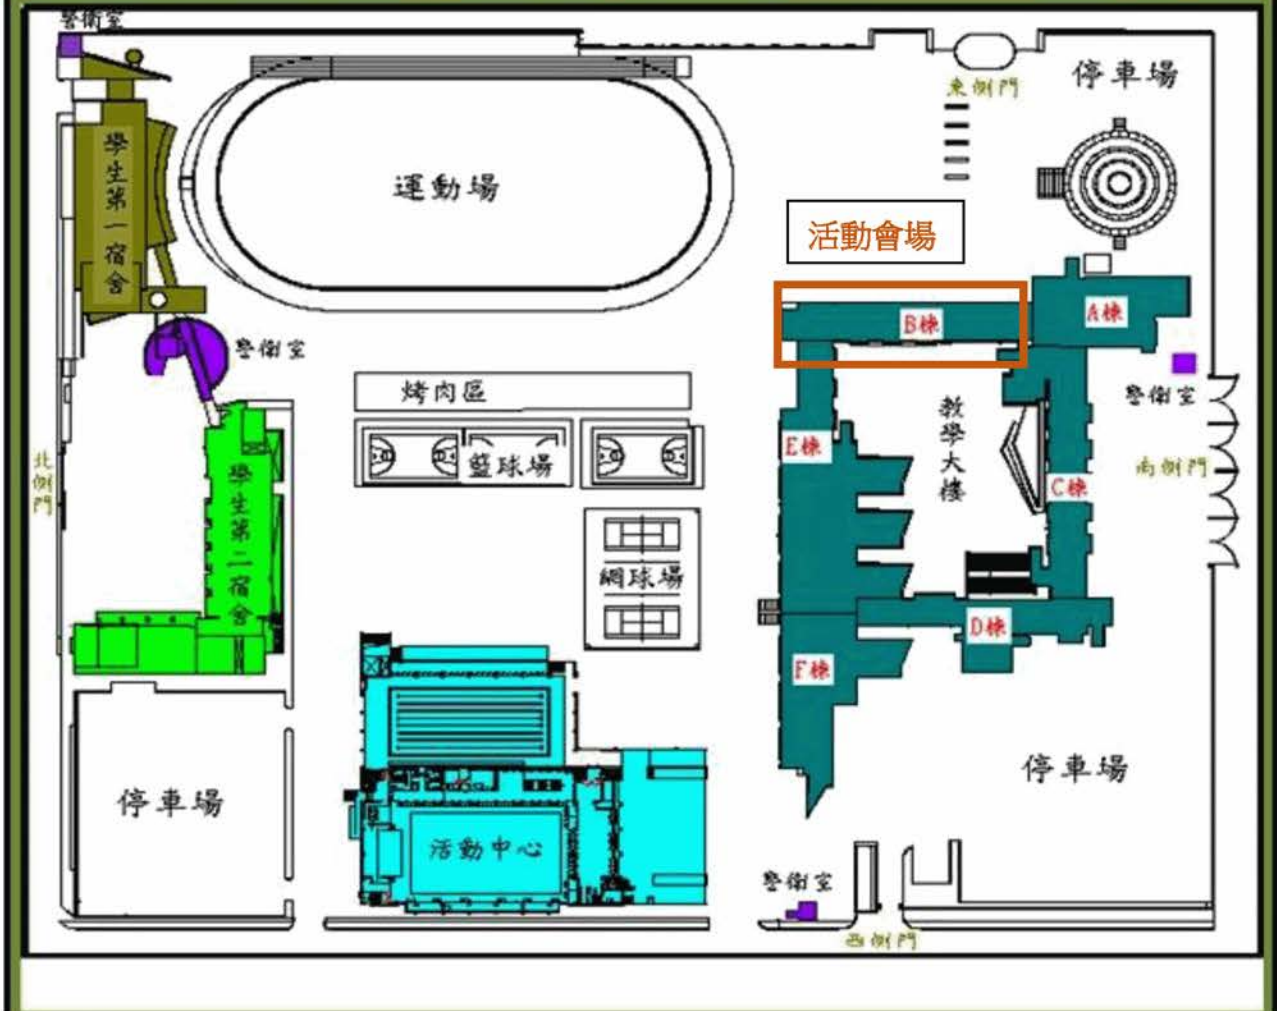 警衛室
停車場
東側門
運動場
學生第一宿舍
活動會場
B棟
A棟
警衛室
警衛室
烤肉區
籃球場
教學大樓
E棟
C棟
南側門
北側門
學生第二宿舍
網球場
D棟
F棟
停車場
停車場
活動中心
警衛室
西側門